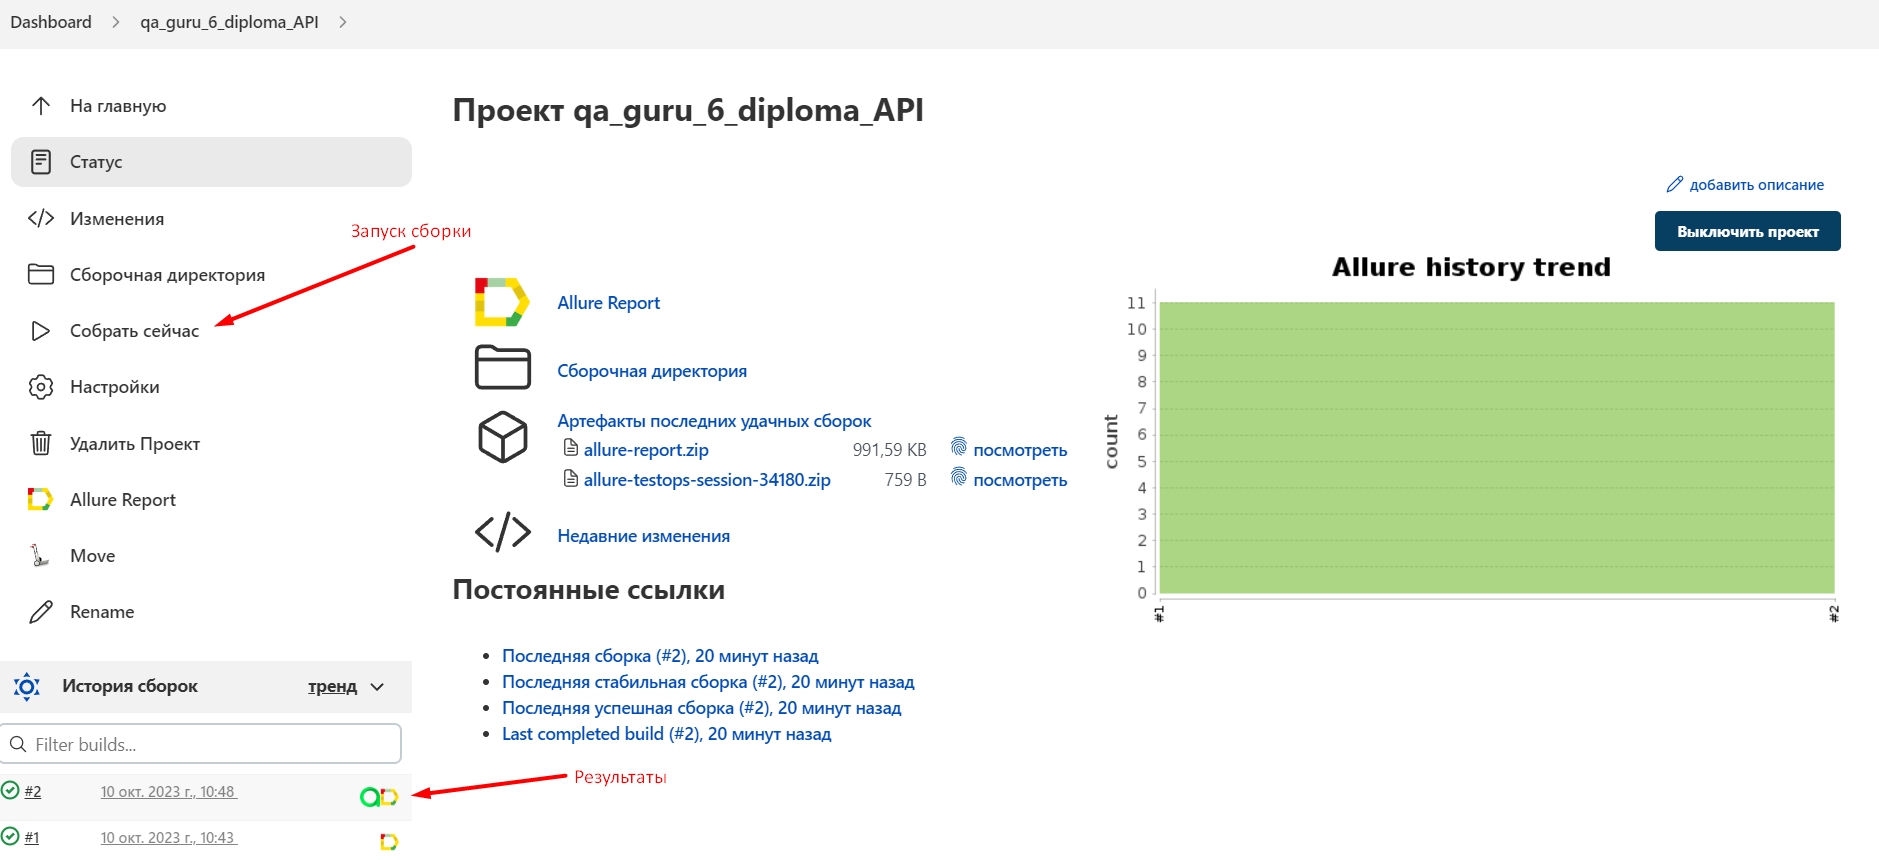 Dashboard
qa_guru_6_diploma_API
На главную
Статус
Изменения
Сборочная директория
Собрать сейчас
Настройки
Удалить Проект
Allure Report
Move
Rename
История сборок
тренд
Filter builds...
#2
10 окт. 2023 г., 10:48
#1
10 окт. 2023 г., 10:43
Запуск сборки
Результаты
Проект qa_guru_6_diploma_API
добавить описание
Выключить проект
Allure Report
Сборочная директория
Артефакты последних удачных сборок
allure-report.zip 991,59 KB посмотреть
allure-testops-session-34180.zip 759 B посмотреть
Недавние изменения
Постоянные ссылки
Последняя сборка (#2), 20 минут назад
Последняя стабильная сборка (#2), 20 минут назад
Последняя успешная сборка (#2), 20 минут назад
Last completed build (#2), 20 минут назад
Allure history trend
11
10
9
8
7
6
5
4
3
2
1
0
count
#1
#2